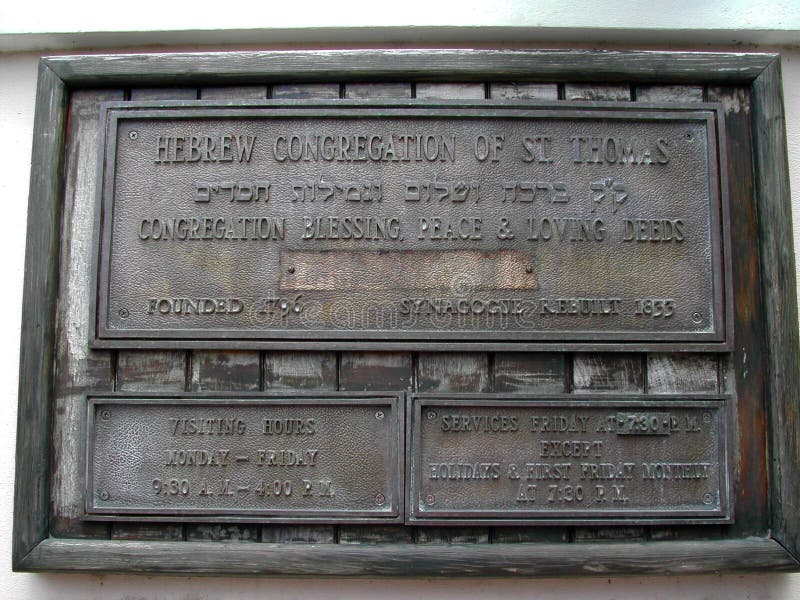 HEBREW CONGREGATION OF ST. THOMAS
ק״ק ברכה ושלום וגמילות חסדים
CONGREGATION BLESSING, PEACE & LOVING DEEDS
FOUNDED 1796 SYNAGOGUE REBUILT 1833
VISITING HOURS
MONDAY – FRIDAY
9:30 A.M. – 4:00 P.M.
SERVICES FRIDAY AT 7:30 P.M.
EXCEPT
HOLIDAYS & FIRST FRIDAY MONTHLY
AT 7:30 P.M.
dreamstime